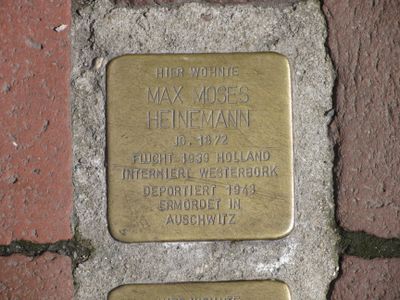 HIER WOHNTE
MAX MOSES
HEINEMANN
JG. 1872
FLUCHT 1939 HOLLAND
INTERNIERT WESTERBORK
DEPORTIERT 1943
ERMORDET IN
AUSCHWITZ